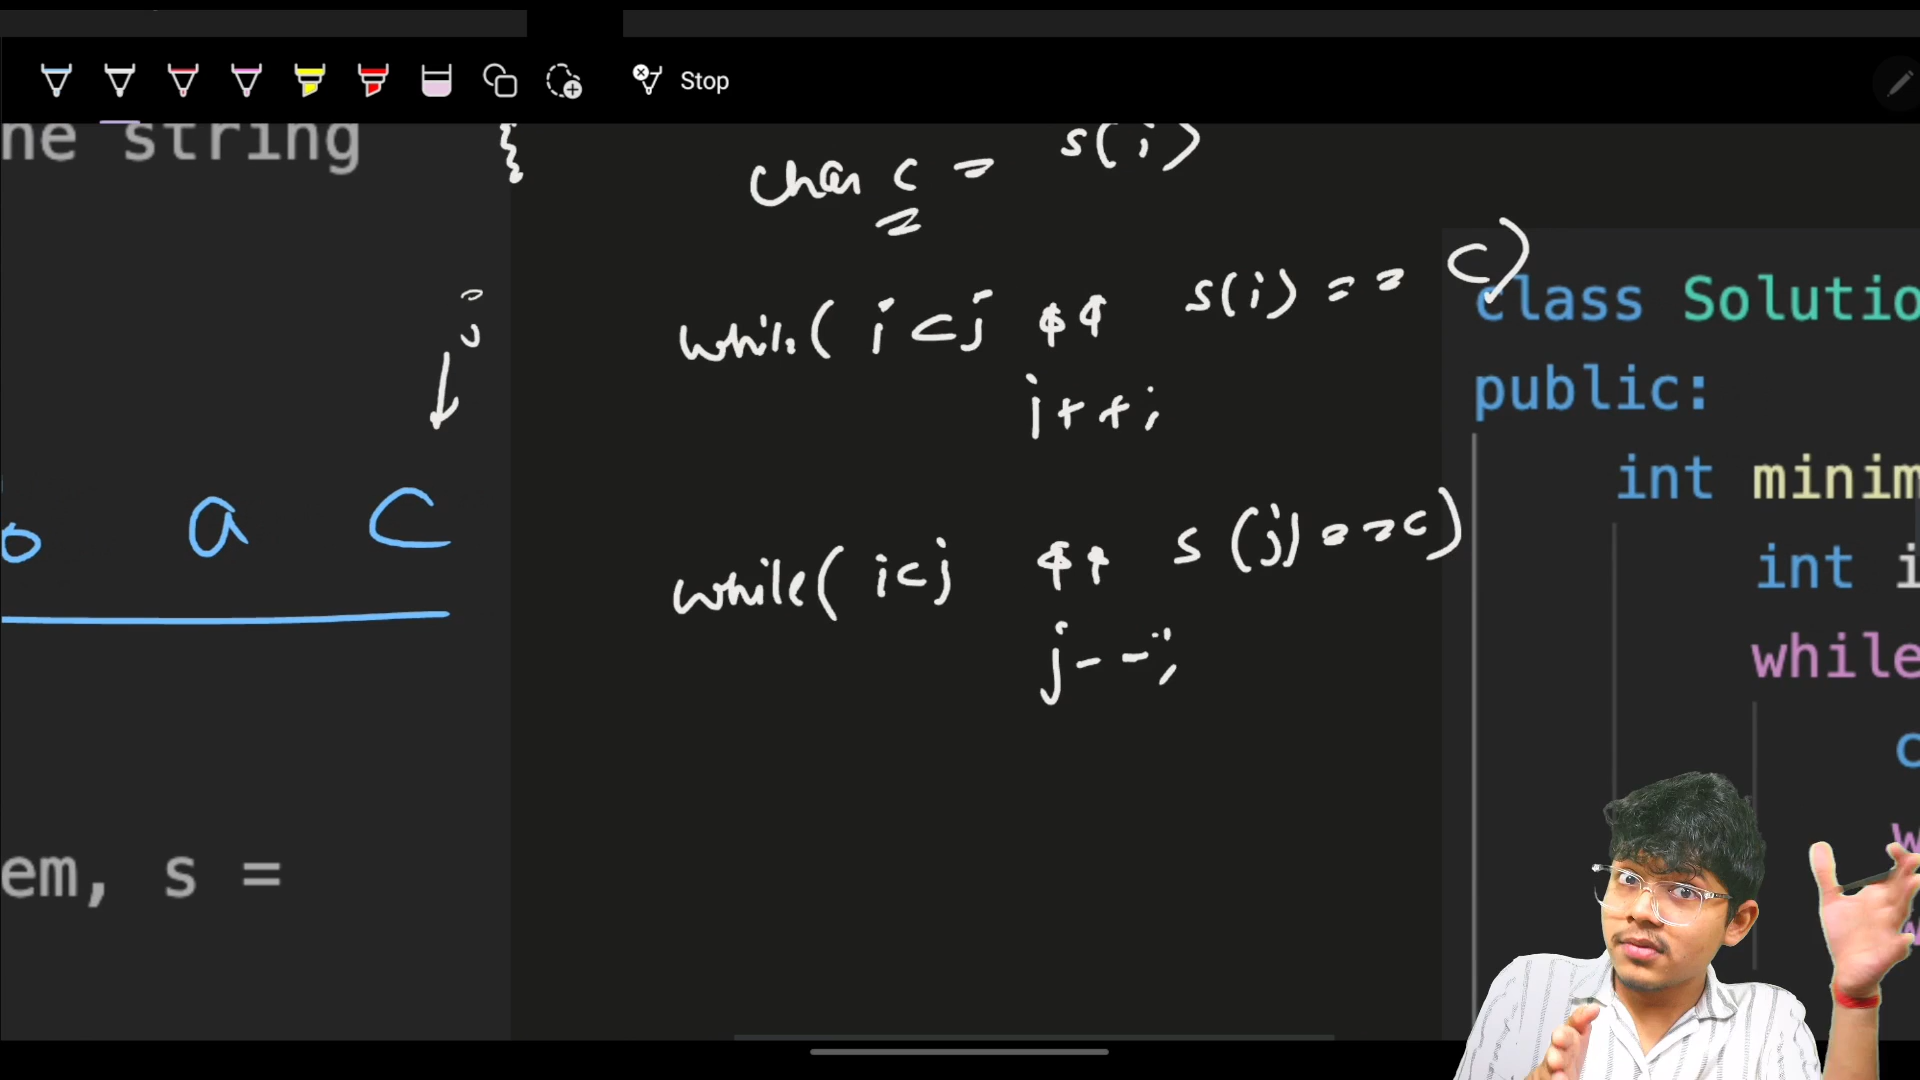 Stop
ne string
em, s =
j
a c
{
char c = s(i)
while( i<j && s(i) == c)
i++;
while( i<j && s(j) == c)
j--;
class Solutio
public:
int minim
int i
while
c
w
w